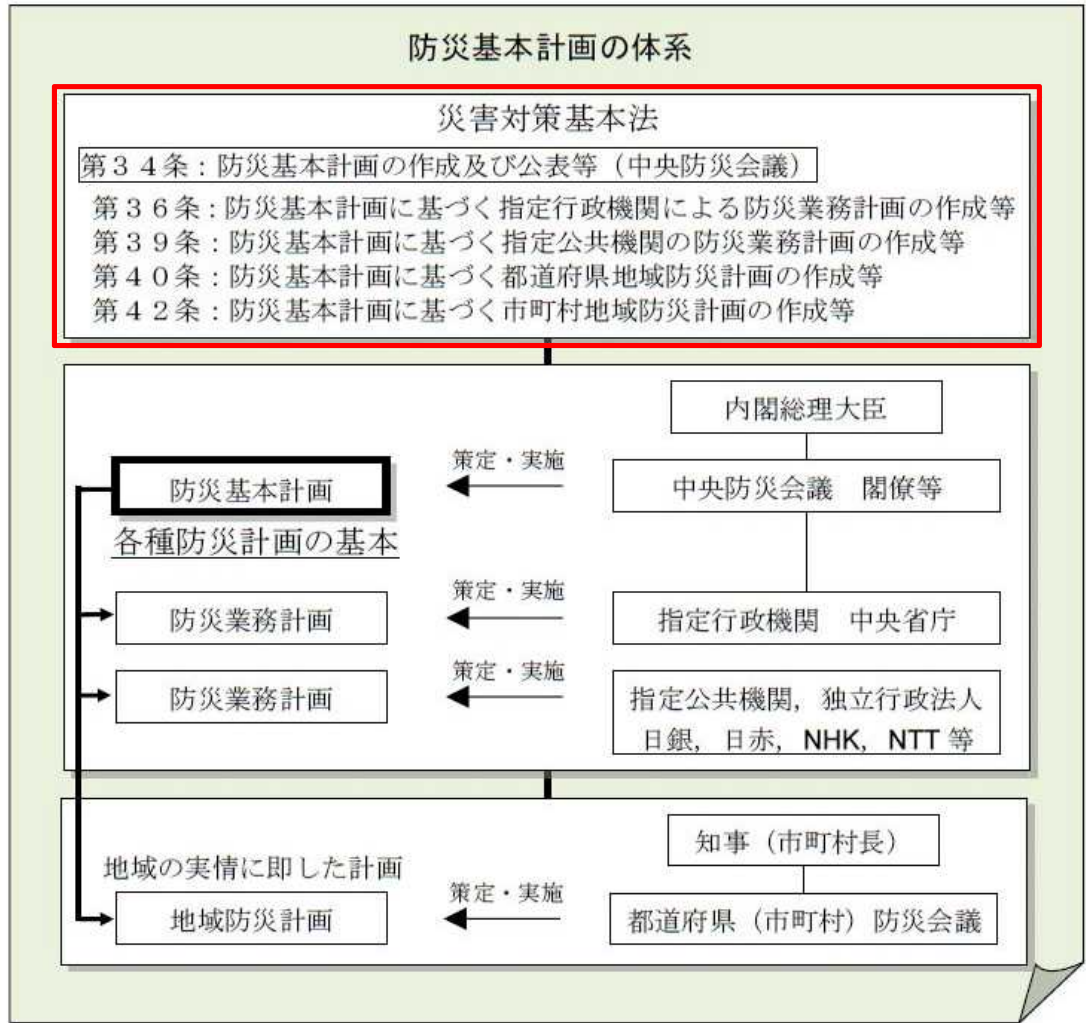 防災基本計画の体系
災害対策基本法
第34条：防災基本計画の作成及び公表等（中央防災会議）
第36条：防災基本計画に基づく指定行政機関による防災業務計画の作成等
第39条：防災基本計画に基づく指定公共機関の防災業務計画の作成等
第40条：防災基本計画に基づく都道府県地域防災計画の作成等
第42条：防災基本計画に基づく市町村地域防災計画の作成等
内閣総理大臣
防災基本計画
策定・実施
中央防災会議　閣僚等
各種防災計画の基本
防災業務計画
策定・実施
指定行政機関　中央省庁
防災業務計画
策定・実施
指定公共機関，独立行政法人
日銀，日赤，NHK，NTT 等
知事（市町村長）
地域の実情に即した計画
地域防災計画
策定・実施
都道府県（市町村）防災会議